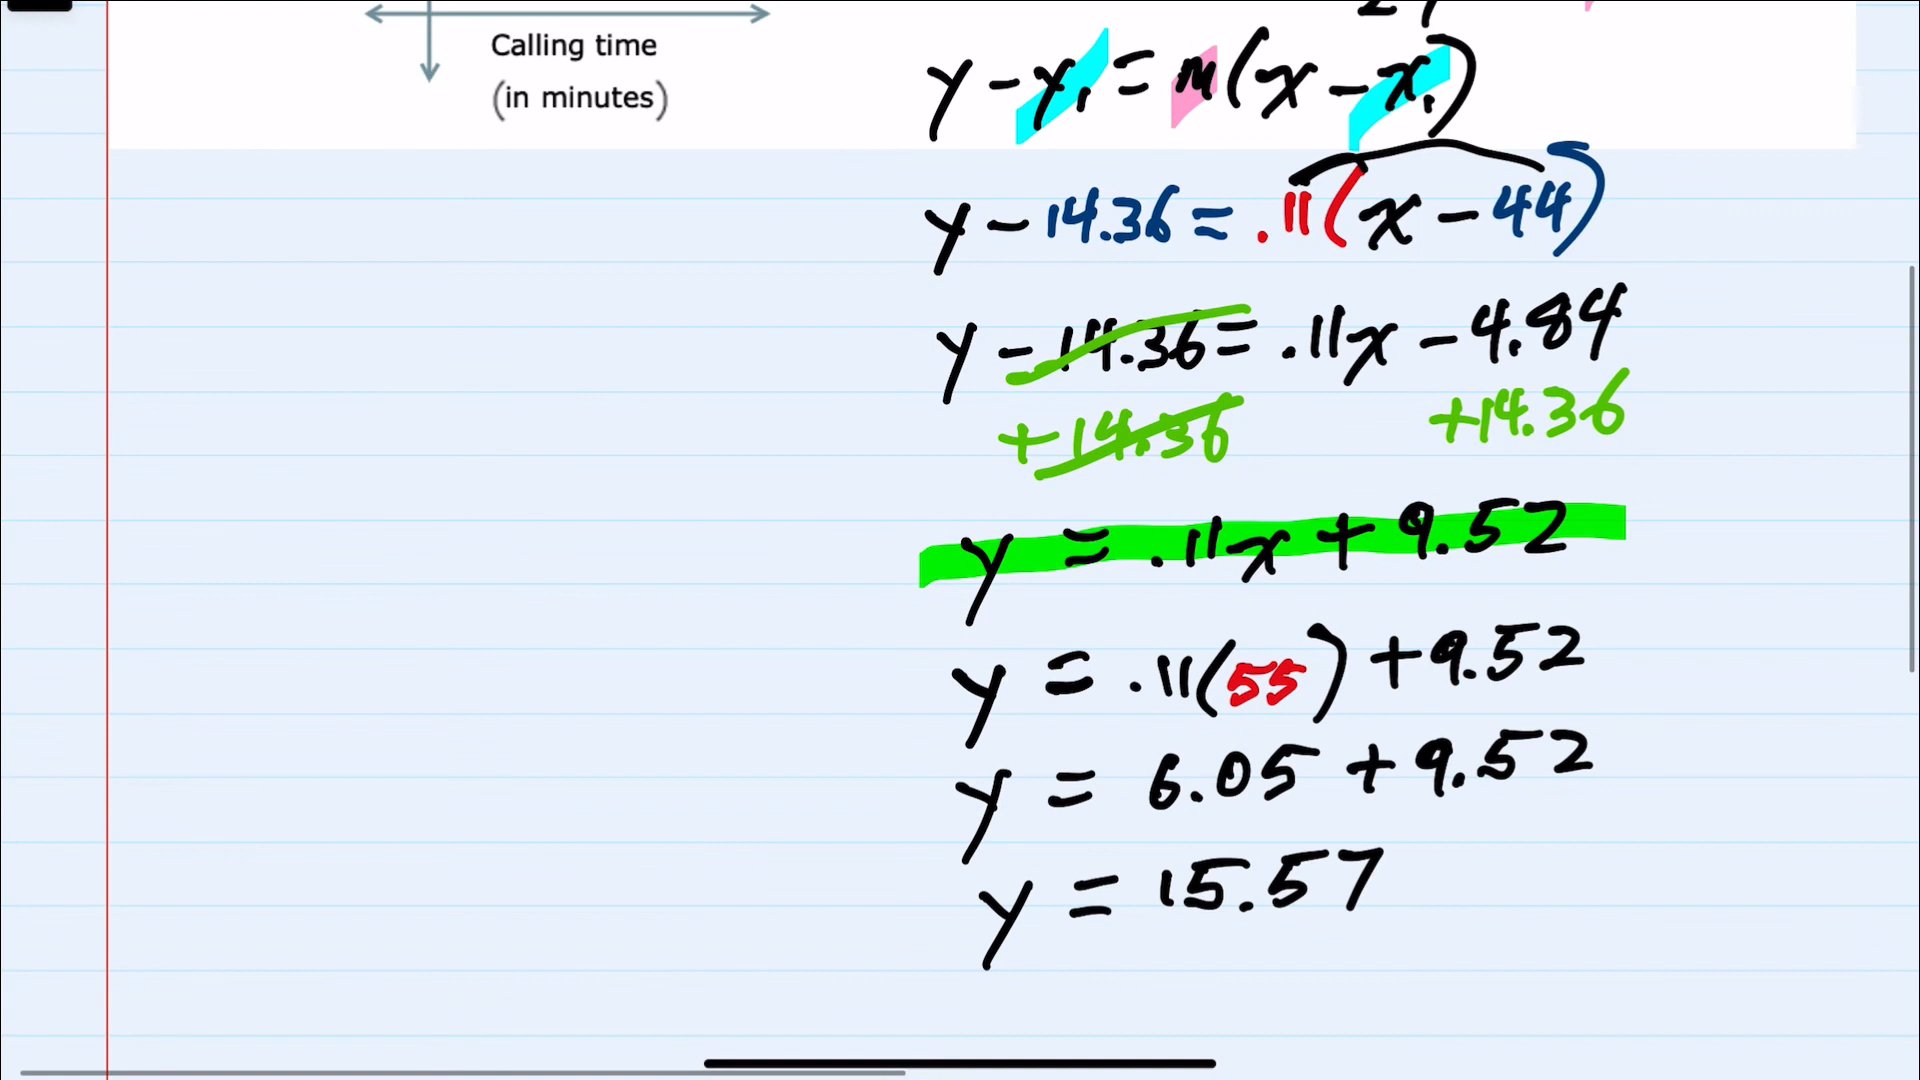 Calling time
(in minutes)
y - y₁ = m(x - x₁)
y - 14.36 = .11(x - 44)
y - 14.36 = .11x - 4.84
+ 14.36 +14.36
y = .11x + 9.52
y = .11(55) + 9.52
y = 6.05 + 9.52
y = 15.57